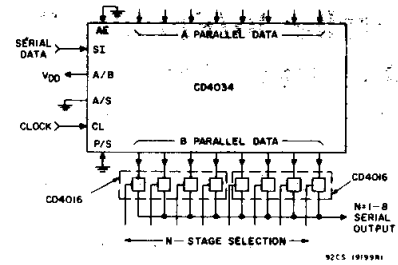 AE
A PARALLEL DATA
SERIAL DATA
SI
VDD
A/B
CD4034
A/S
CLOCK
CL
P/S
B PARALLEL DATA
CD4016
CD4016
N=1-8
SERIAL
OUTPUT
N-STAGE SELECTION
92CS-19199R1